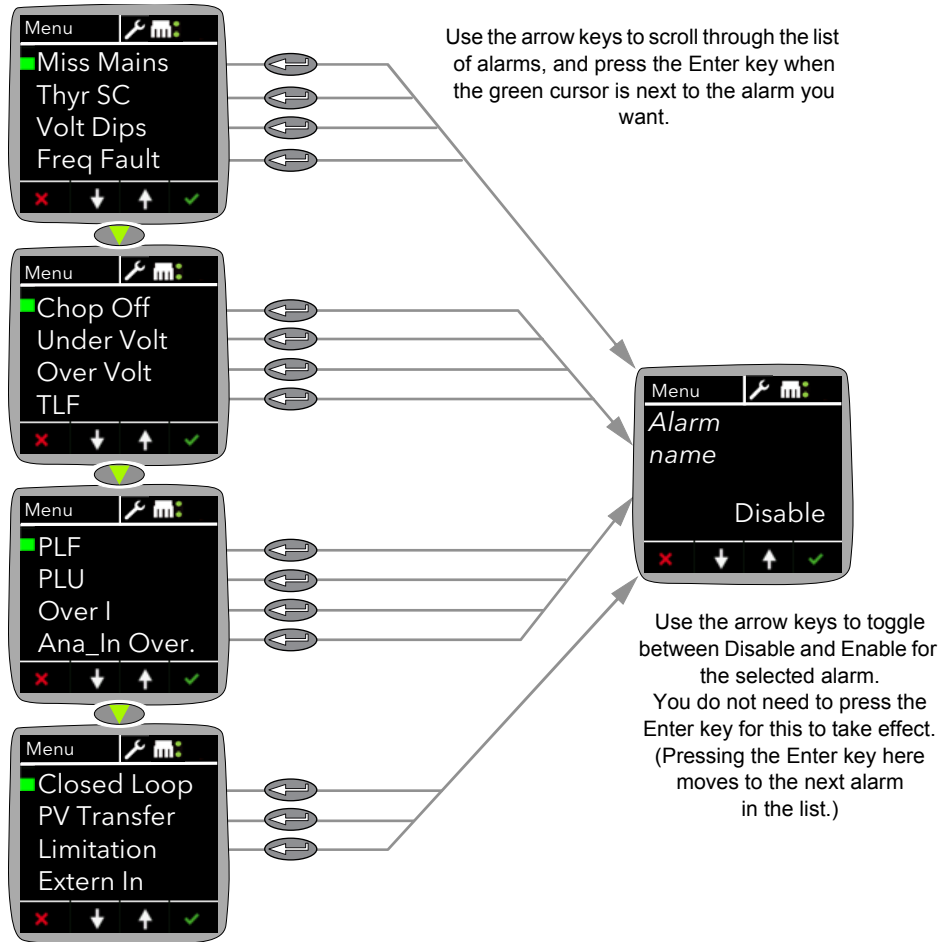 Menu
Miss Mains
Thyr SC
Volt Dips
Freq Fault
Use the arrow keys to scroll through the list
of alarms, and press the Enter key when
the green cursor is next to the alarm you
want.
Menu
Chop Off
Under Volt
Over Volt
TLF
Menu
PLF
PLU
Over I
Ana_In Over.
Menu
Closed Loop
PV Transfer
Limitation
Extern In
Menu
Alarm
name
Disable
Use the arrow keys to toggle
between Disable and Enable for
the selected alarm.
You do not need to press the
Enter key for this to take effect.
(Pressing the Enter key here
moves to the next alarm
in the list.)